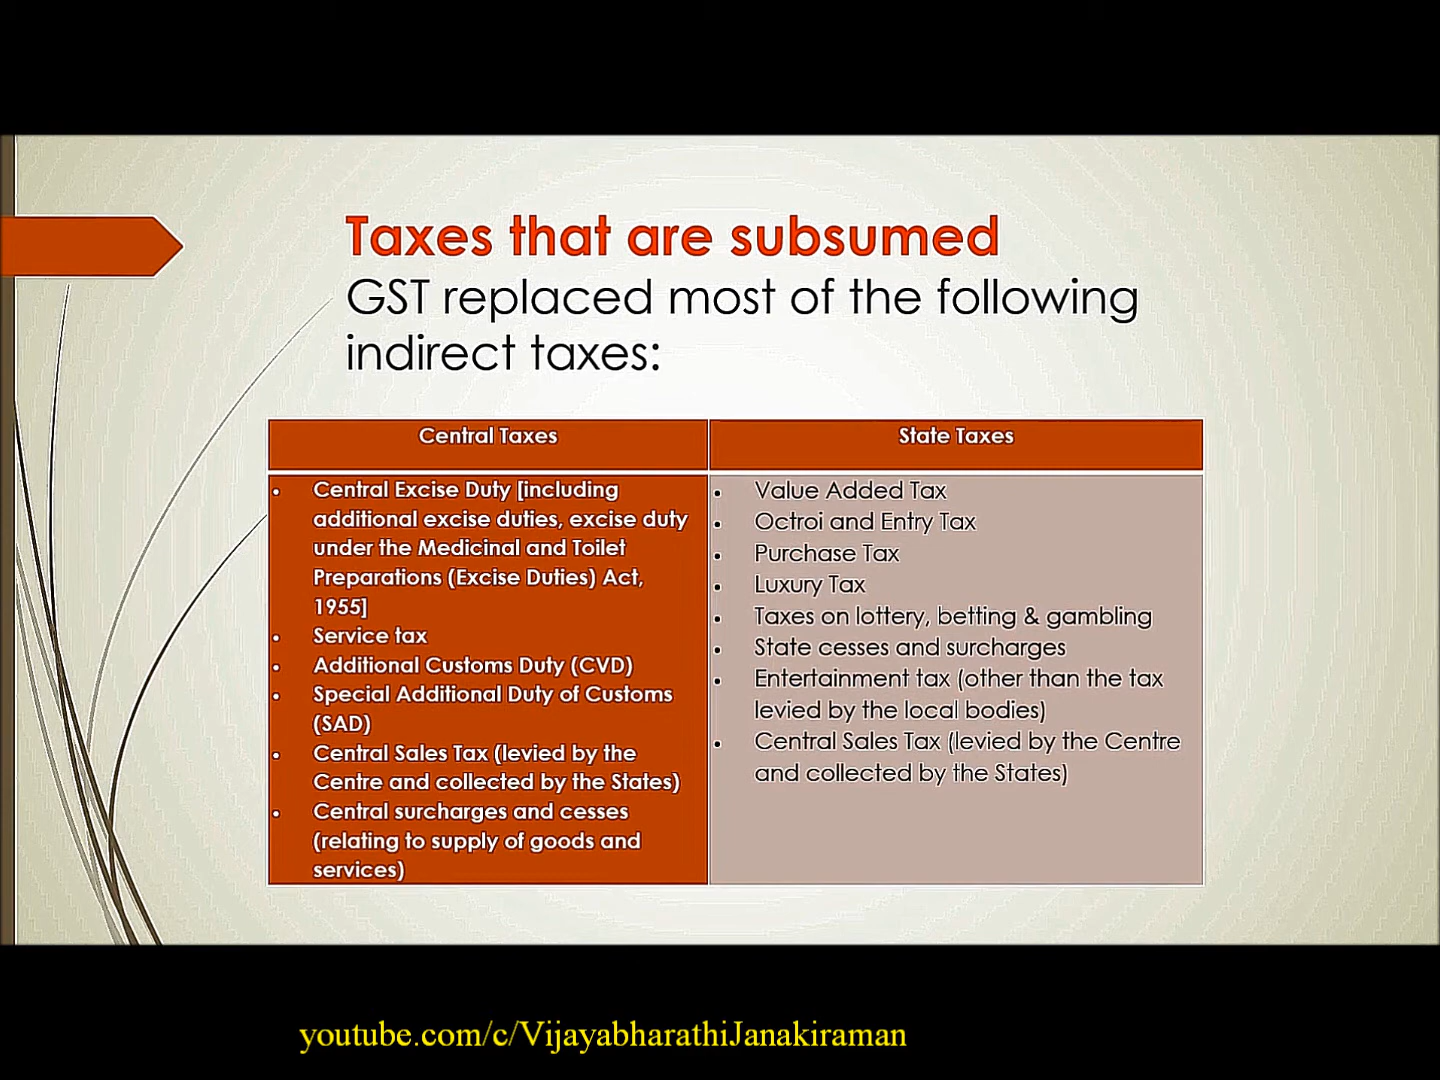 Taxes that are subsumed
GST replaced most of the following
indirect taxes:
Central Taxes
• Central Excise Duty [including
additional excise duties, excise duty
under the Medicinal and Toilet
Preparations (Excise Duties) Act,
1955]
• Service tax
• Additional Customs Duty (CVD)
• Special Additional Duty of Customs
(SAD)
• Central Sales Tax (levied by the
Centre and collected by the States)
• Central surcharges and cesses
(relating to supply of goods and
services)
State Taxes
• Value Added Tax
• Octroi and Entry Tax
• Purchase Tax
• Luxury Tax
• Taxes on lottery, betting & gambling
• State cesses and surcharges
• Entertainment tax (other than the tax
levied by the local bodies)
• Central Sales Tax (levied by the Centre
and collected by the States)
youtube.com/c/VijayabharathiJanakiraman